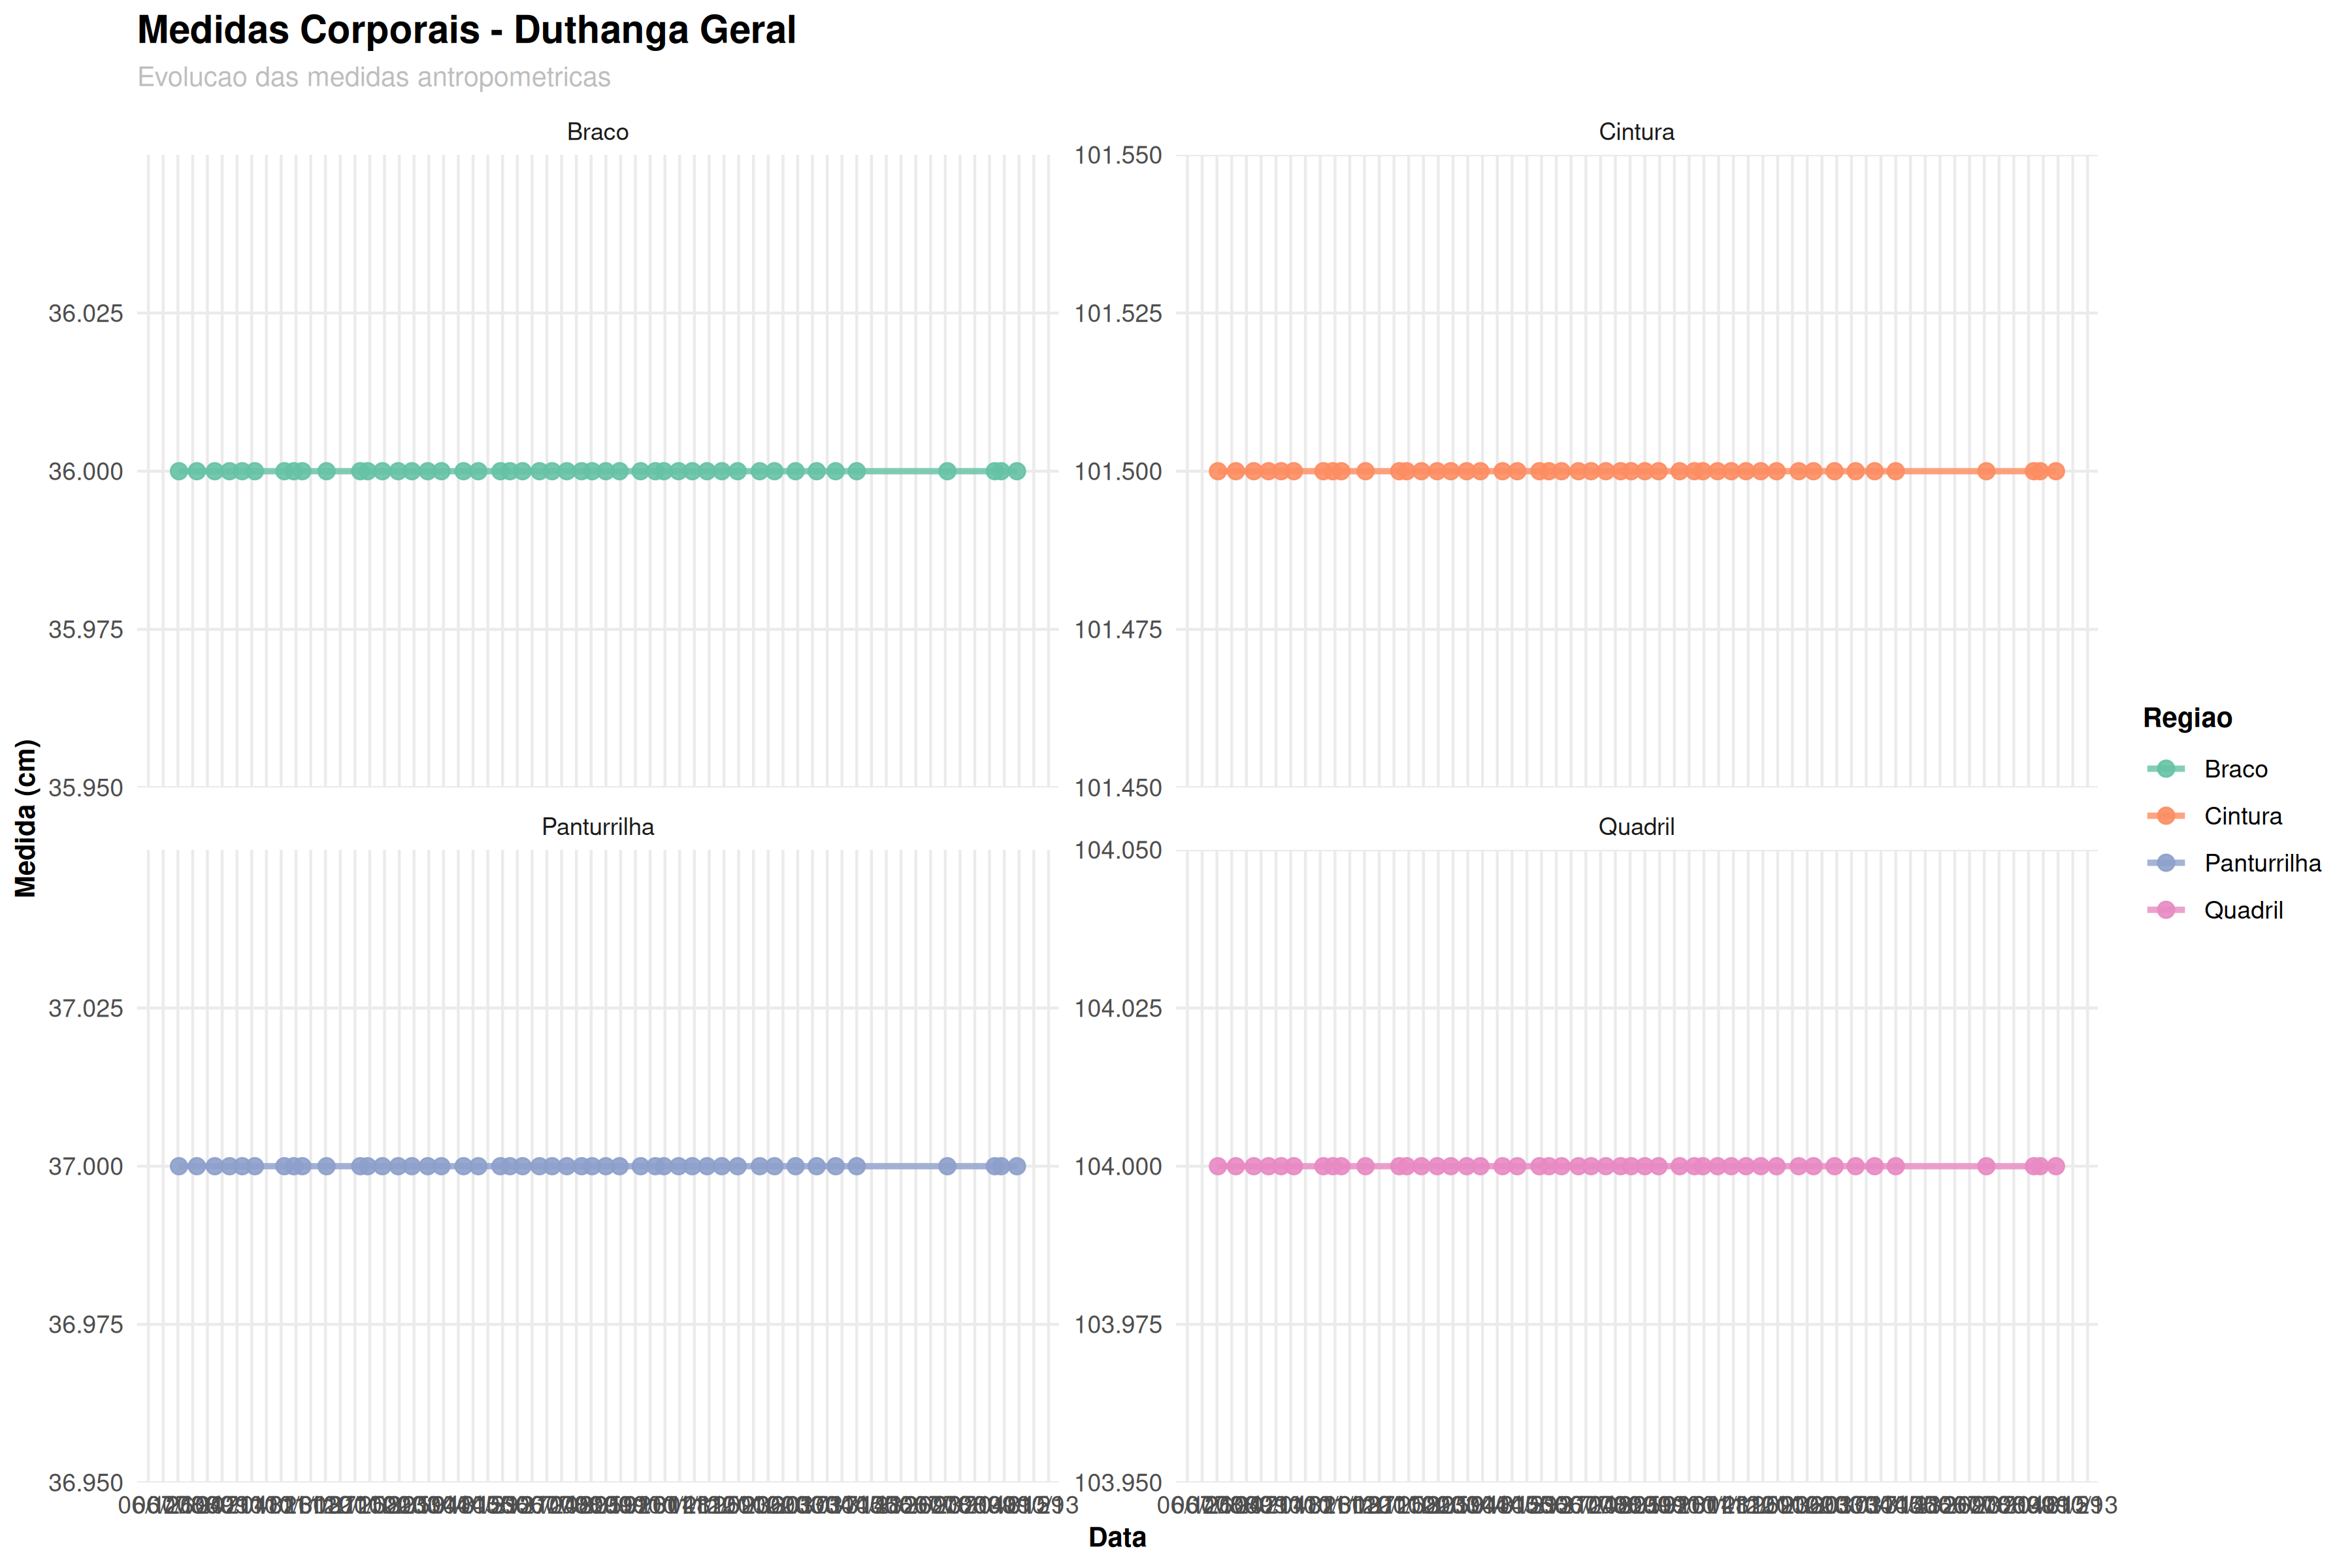 Medidas Corporais - Duthanga Geral
Evolucao das medidas antropometricas
Braco
Cintura
36.025
36.000
35.975
35.950
101.550
101.525
101.500
101.475
101.450
Panturrilha
Quadril
37.025
37.000
36.975
36.950
104.050
104.025
104.000
103.975
103.950
Medida (cm)
Data
Regiao
Braco
Cintura
Panturrilha
Quadril